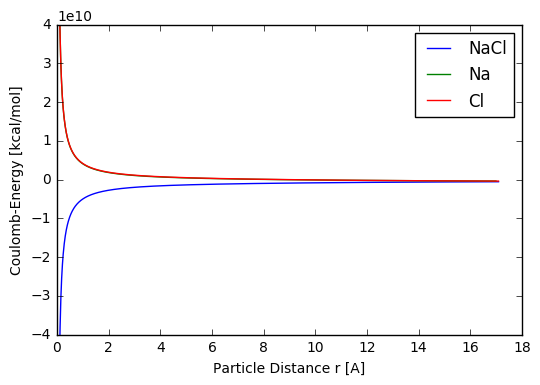 1e10
4
3
2
1
0
−1
−2
−3
−4
Coulomb-Energy [kcal/mol]
NaCl
Na
Cl
0 2 4 6 8 10 12 14 16 18
Particle Distance r [A]